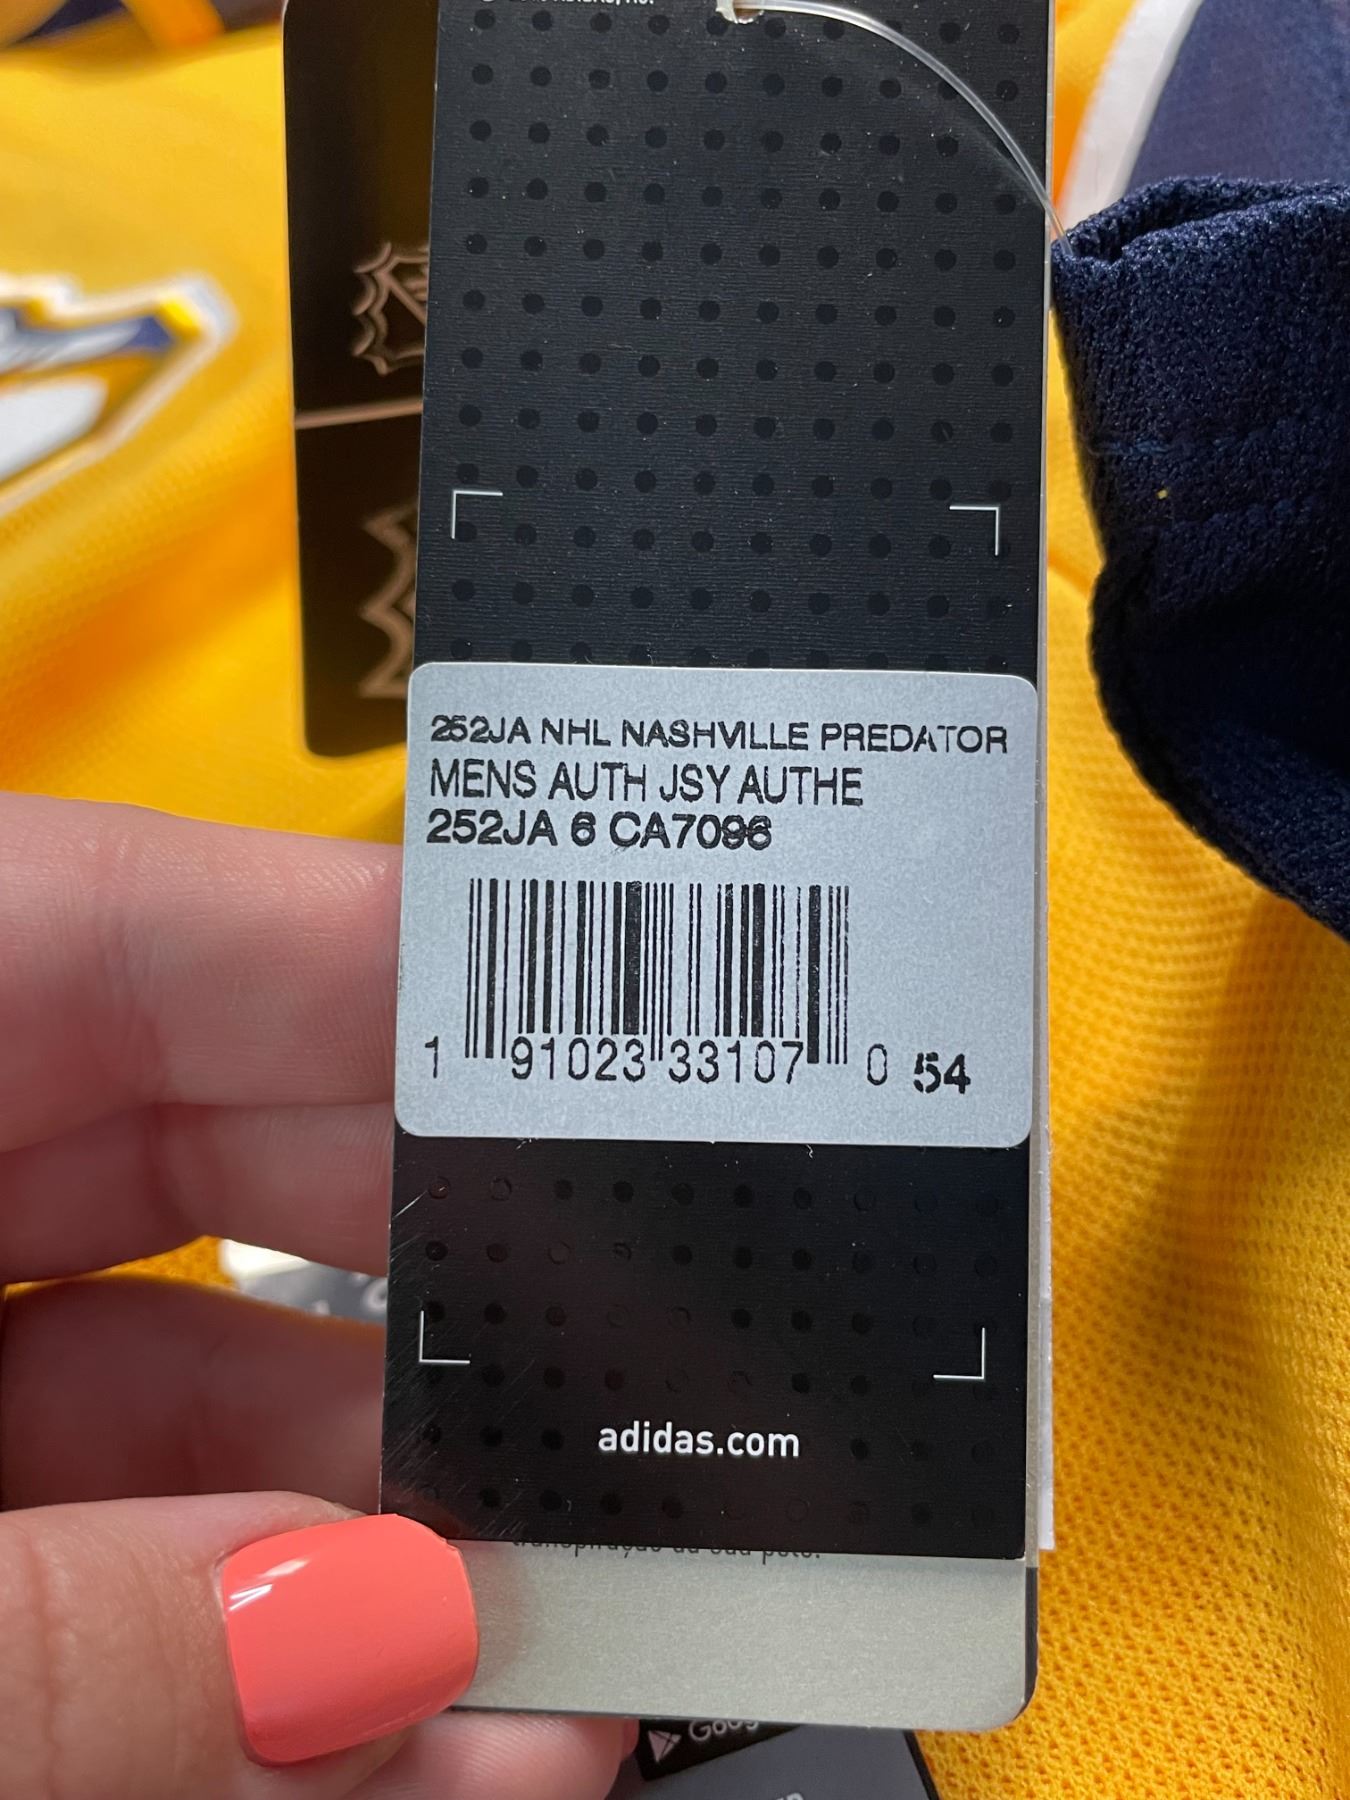 252JA NHL NASHVILLE PREDATOR
MENS AUTH JSY AUTHE
252JA 6 CA7096
1 91023 33107 0 54
adidas.com